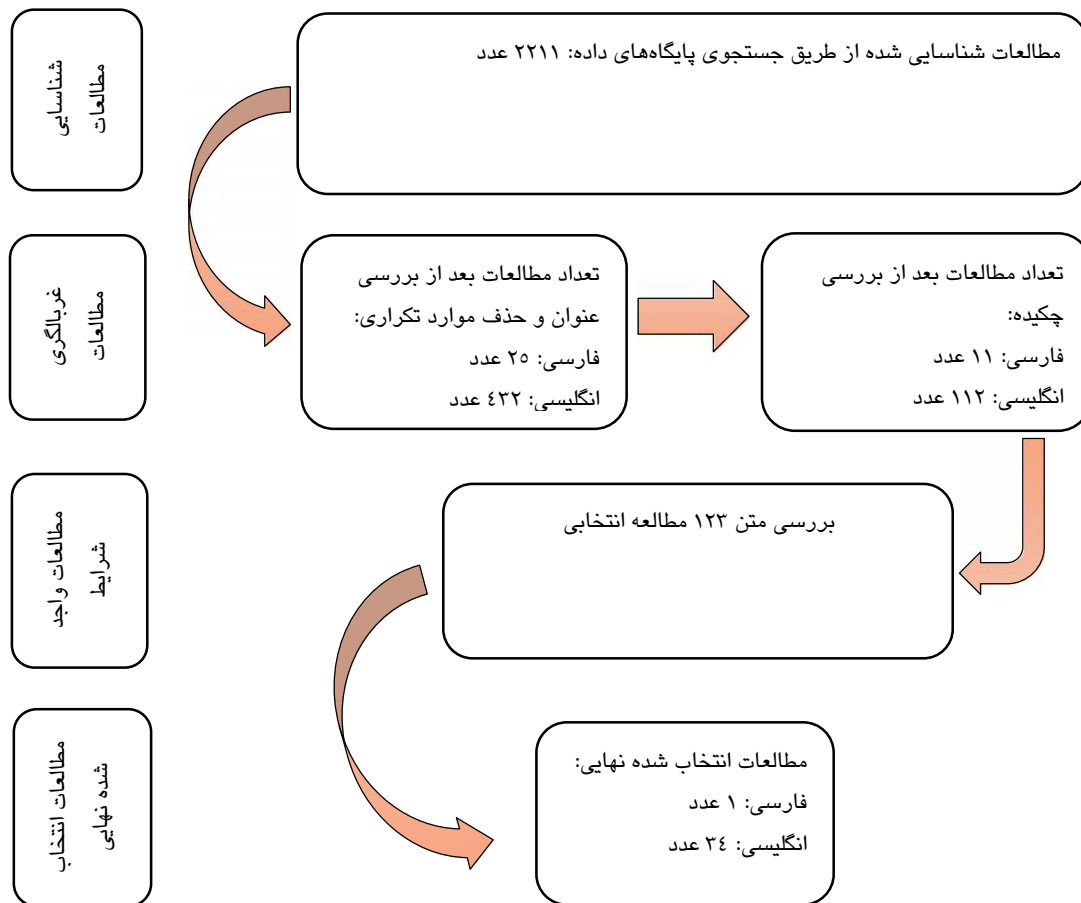 شناسایی
مطالعات
مطالعات شناسایی شده از طریق جستجوی پایگاه‌های داده: ۲۲۱۱ عدد
غربالگری
مطالعات
تعداد مطالعات بعد از بررسی
عنوان و حذف موارد تکراری:
فارسی: ۲۵ عدد
انگلیسی: ٤۳۲ عدد
تعداد مطالعات بعد از بررسی
چکیده:
فارسی: ۱۱ عدد
انگلیسی: ۱۱۲ عدد
مطالعات واجد
شرایط
بررسی متن ۱۲۳ مطالعه انتخابی
مطالعات انتخاب
شده نهایی
مطالعات انتخاب شده نهایی:
فارسی: ۱ عدد
انگلیسی: ۳٤ عدد